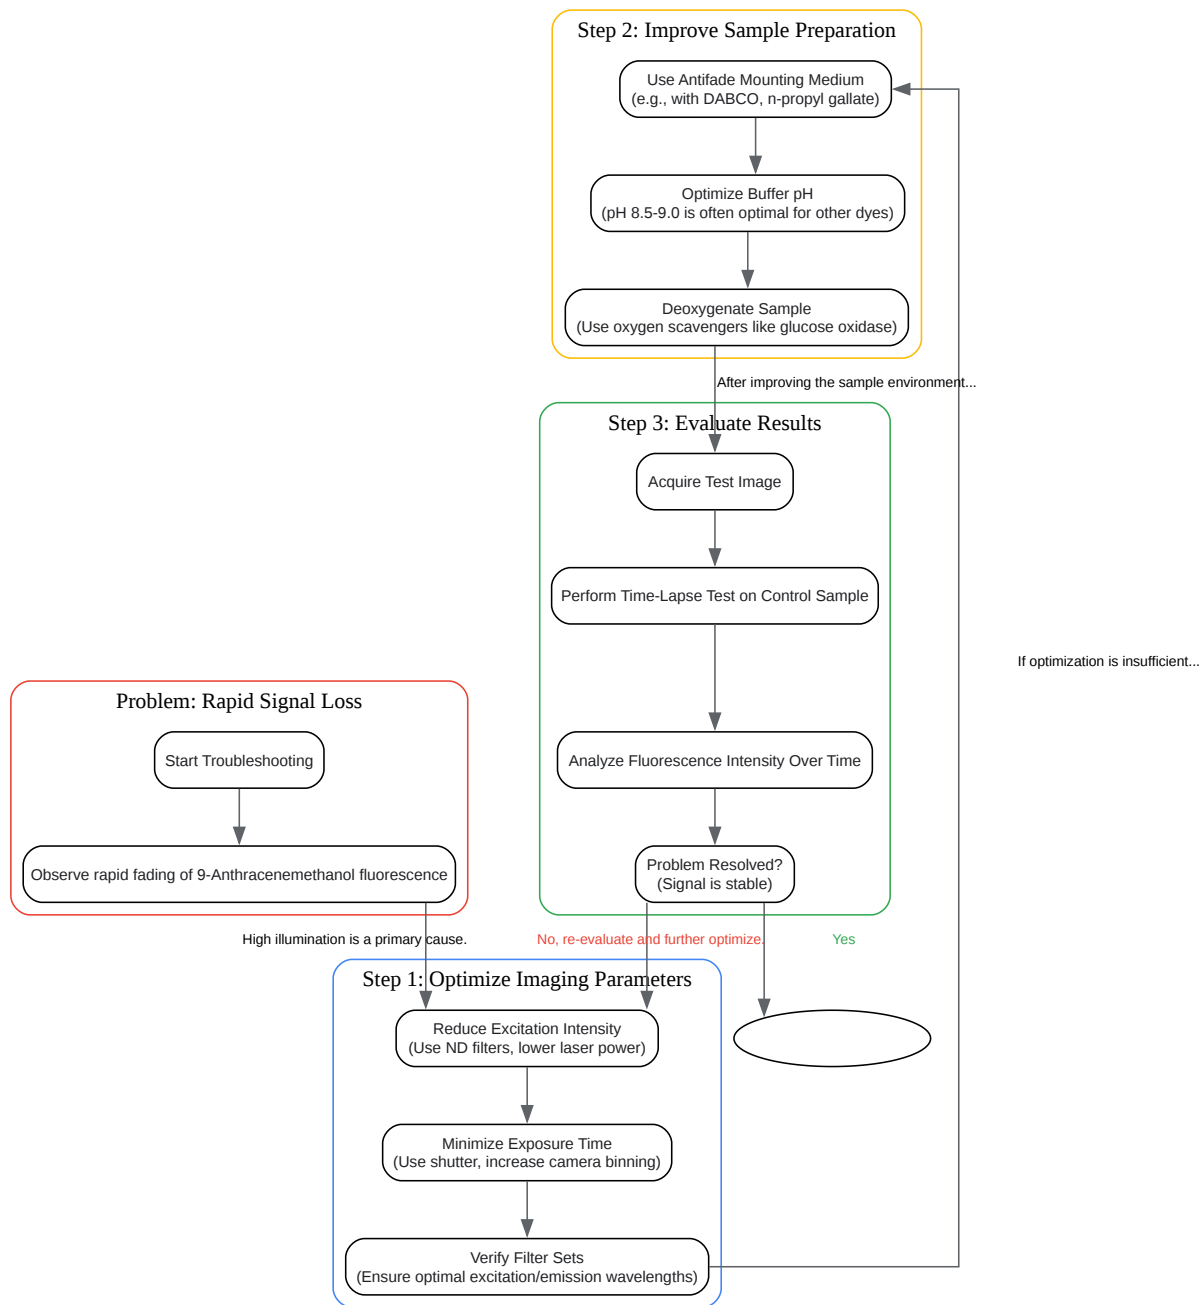 Step 2: Improve Sample Preparation
Use Antifade Mounting Medium
(e.g., with DABCO, n-propyl gallate)
Optimize Buffer pH
(pH 8.5-9.0 is often optimal for other dyes)
Deoxygenate Sample
(Use oxygen scavengers like glucose oxidase)
After improving the sample environment...
Step 3: Evaluate Results
Acquire Test Image
Perform Time-Lapse Test on Control Sample
If optimization is insufficient...
Problem: Rapid Signal Loss
Start Troubleshooting
Analyze Fluorescence Intensity Over Time
Observe rapid fading of 9-Anthracenemethanol fluorescence
Problem Resolved?
(Signal is stable)
High illumination is a primary cause.
No, re-evaluate and further optimize.
Yes
Step 1: Optimize Imaging Parameters
Reduce Excitation Intensity
(Use ND filters, lower laser power)
Minimize Exposure Time
(Use shutter, increase camera binning)
Verify Filter Sets
(Ensure optimal excitation/emission wavelengths)